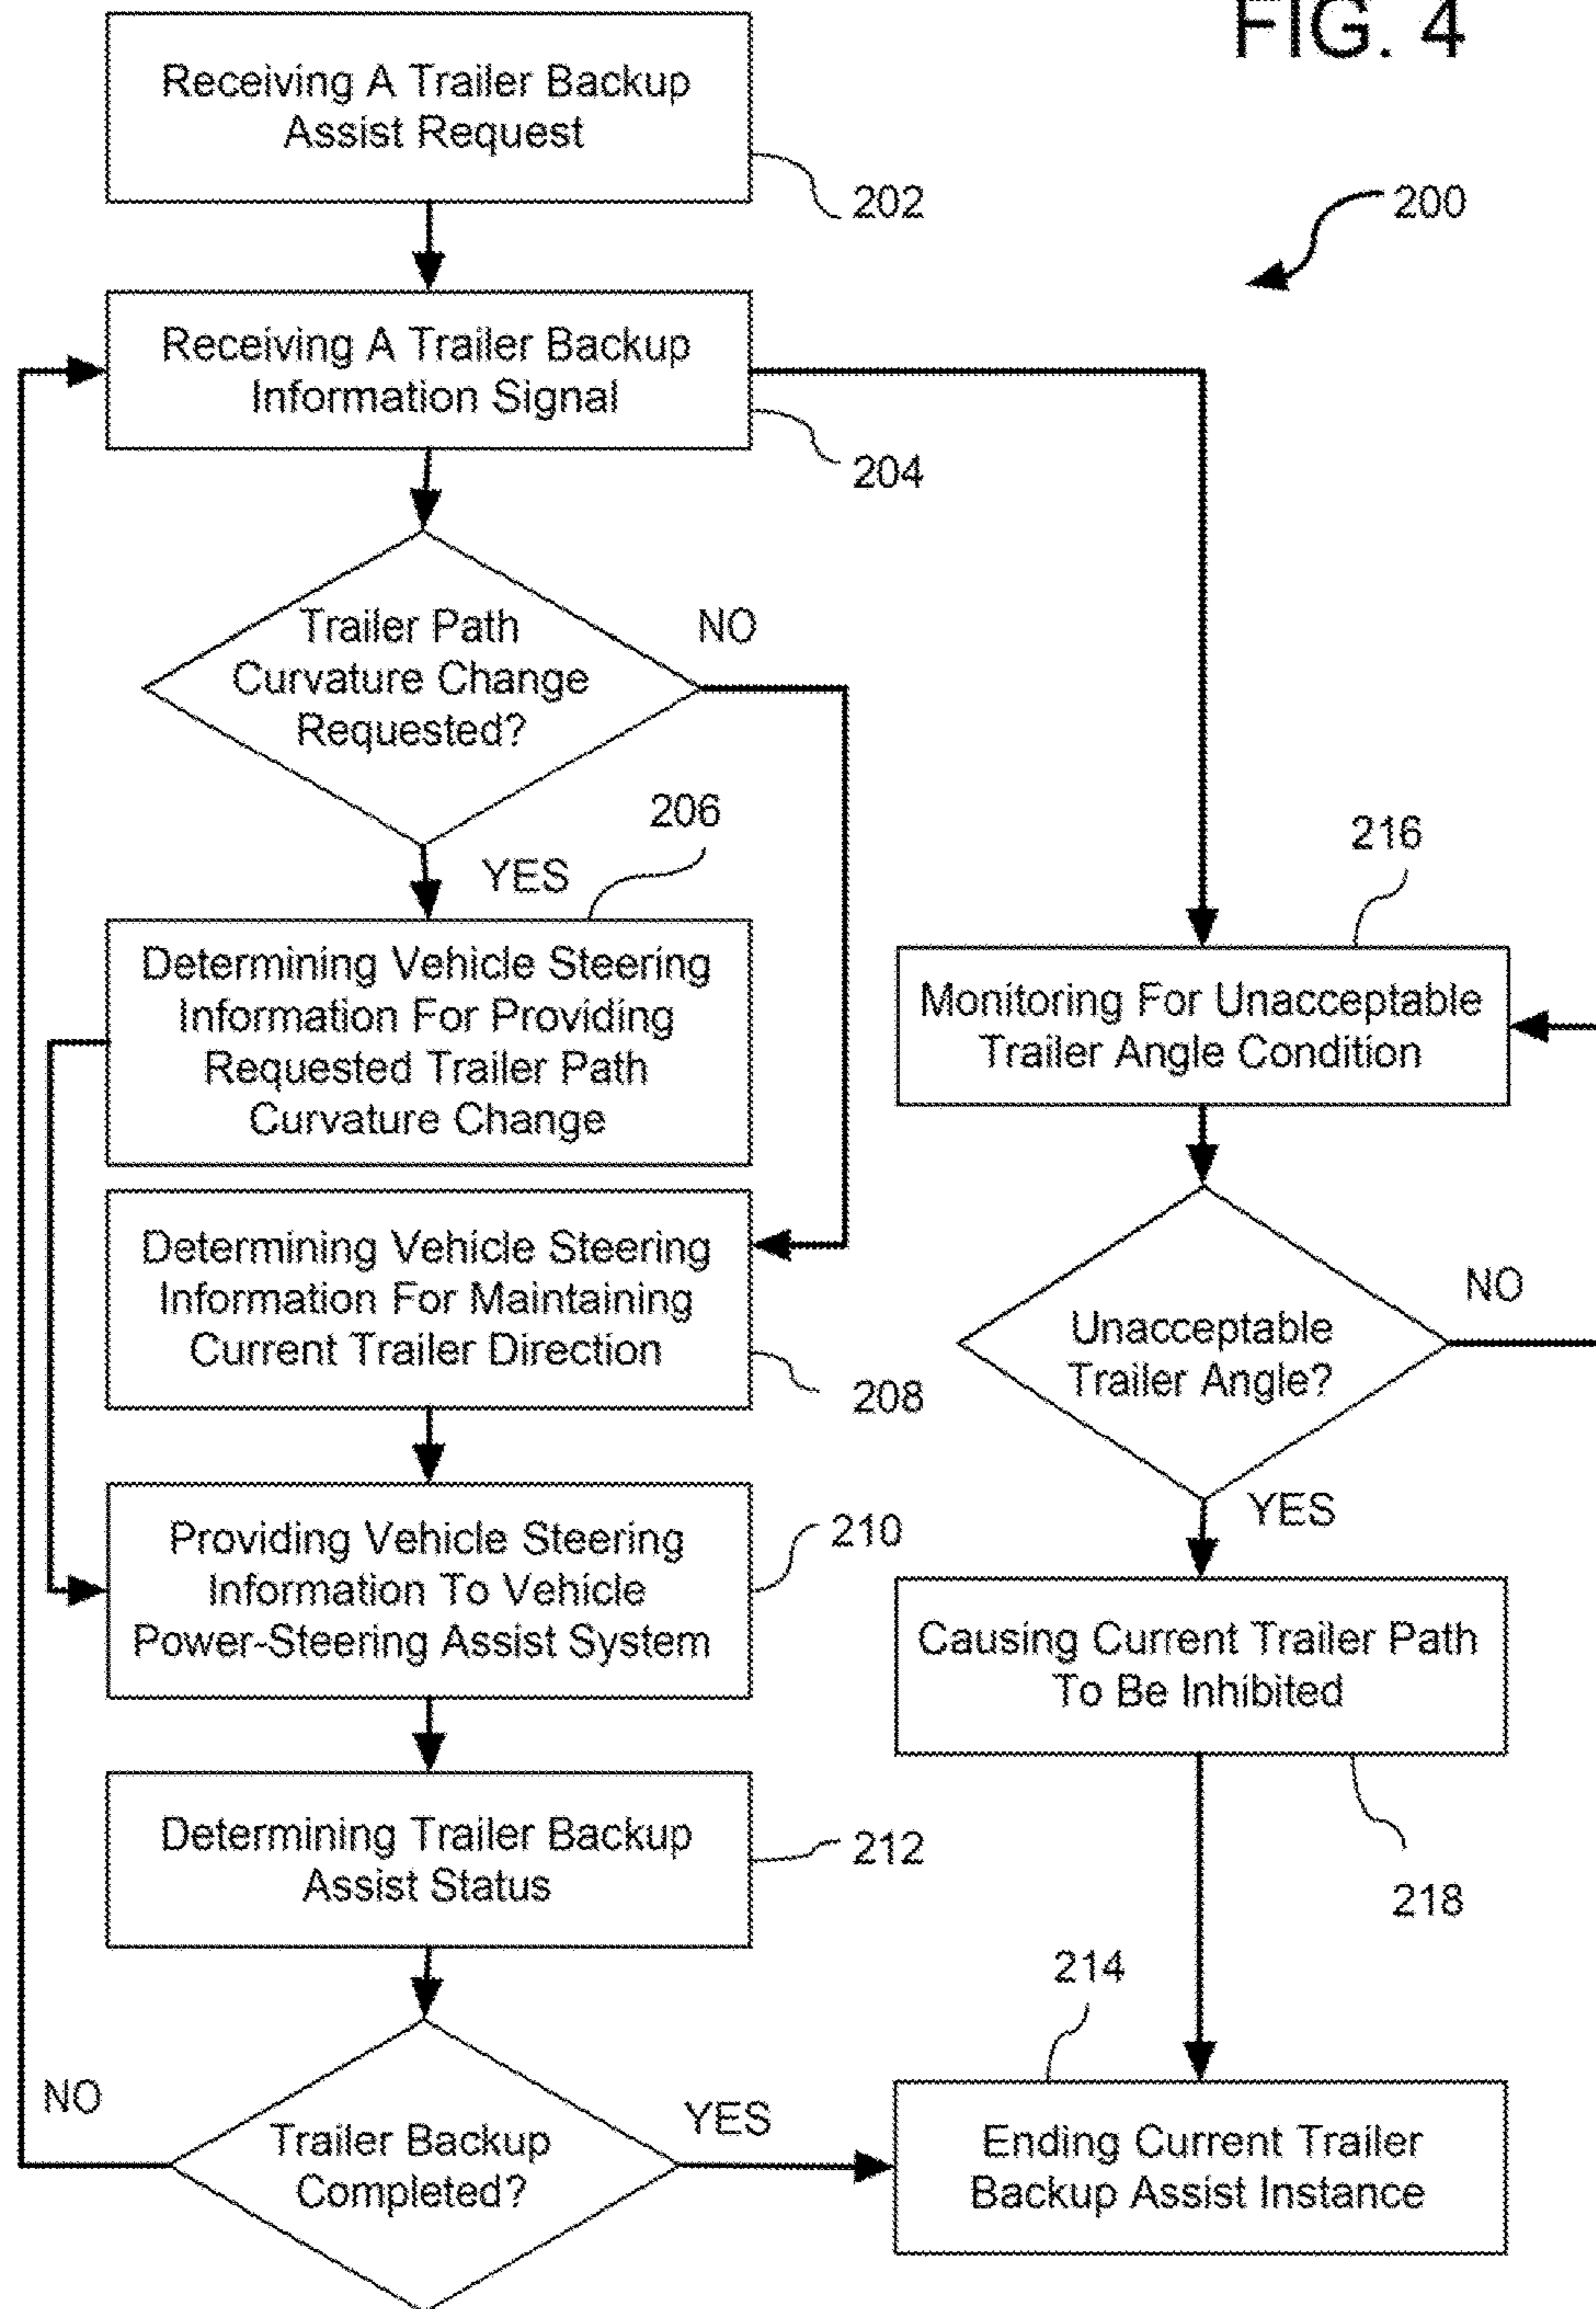 FIG. 4
Receiving A Trailer Backup
Assist Request
202
200
Receiving A Trailer Backup
Information Signal
204
Trailer Path
Curvature Change
Requested?
NO
YES
206
Determining Vehicle Steering
Information For Providing
Requested Trailer Path
Curvature Change
Determining Vehicle Steering
Information For Maintaining
Current Trailer Direction
208
Providing Vehicle Steering
Information To Vehicle
Power-Steering Assist System
210
Determining Trailer Backup
Assist Status
212
Trailer Backup
Completed?
NO
YES
216
Monitoring For Unacceptable
Trailer Angle Condition
Unacceptable
Trailer Angle?
NO
YES
Causing Current Trailer Path
To Be Inhibited
218
214
Ending Current Trailer
Backup Assist Instance